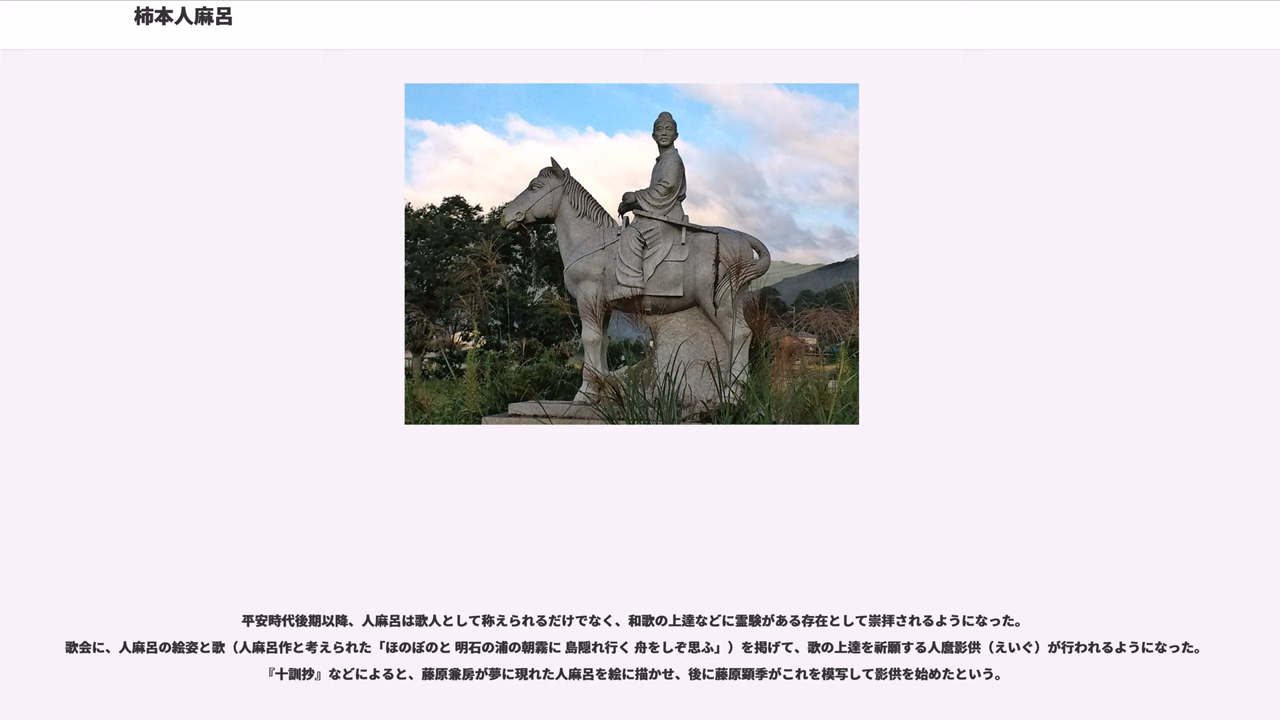 柿本人麻呂
平安時代後期以降、人麻呂は歌人として称えられるだけでなく、和歌の上達などに霊験がある存在として崇拝されるようになった。
歌会に、人麻呂の絵姿と歌（人麻呂作と考えられた「ほのぼのと 明石の浦の朝霧に 島隠れ行く 舟をしぞ思ふ」）を掲げて、歌の上達を祈願する人麿影供（えいぐ）が行われるようになった。
『十訓抄』などによると、藤原兼房が夢に現れた人麻呂を絵に描かせ、後に藤原顕季がこれを模写して影供を始めたという。